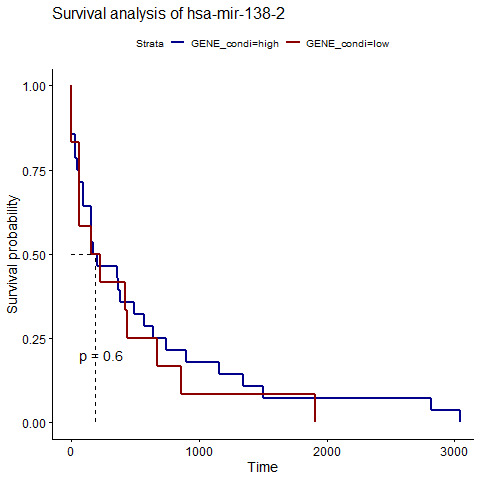 Survival analysis of hsa-mir-138-2
Strata GENE_condi=high GENE_condi=low
1.00
0.75
0.50
0.25
0.00
Survival probability
p = 0.6
0 1000 2000 3000
Time